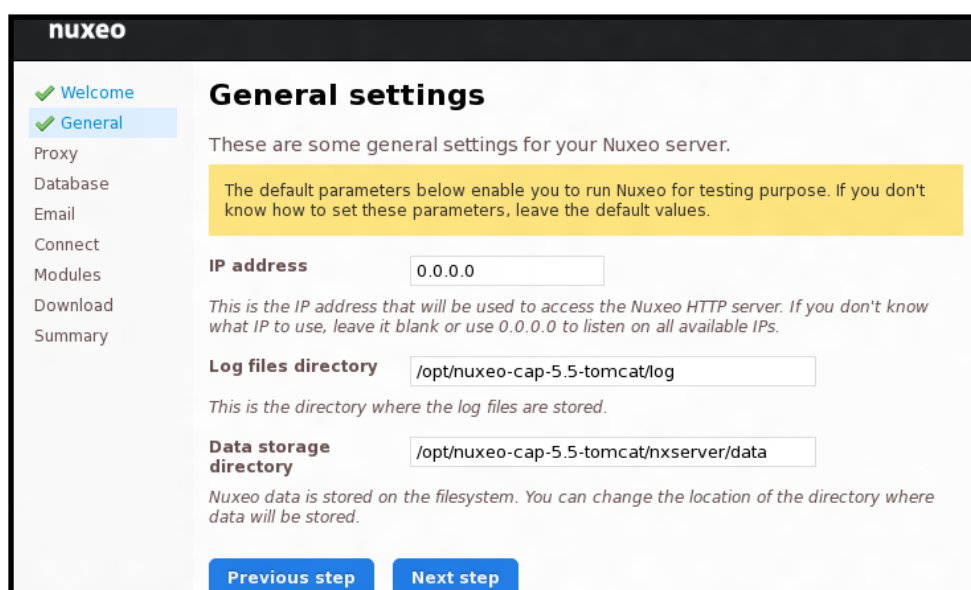 nuxeo
Welcome
General
Proxy
Database
Email
Connect
Modules
Download
Summary
General settings
These are some general settings for your Nuxeo server.
The default parameters below enable you to run Nuxeo for testing purpose. If you don't
know how to set these parameters, leave the default values.
IP address
0.0.0.0
This is the IP address that will be used to access the Nuxeo HTTP server. If you don't know
what IP to use, leave it blank or use 0.0.0.0 to listen on all available IPs.
Log files directory
/opt/nuxeo-cap-5.5-tomcat/log
This is the directory where the log files are stored.
Data storage
directory
/opt/nuxeo-cap-5.5-tomcat/nxserver/data
Nuxeo data is stored on the filesystem. You can change the location of the directory where
data will be stored.
Previous step
Next step